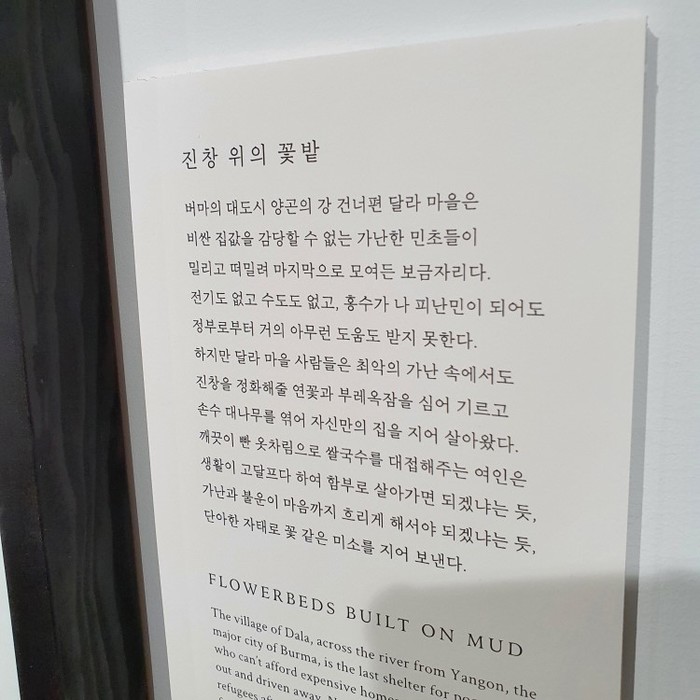 진창 위의 꽃밭
버마의 대도시 양곤의 강 건너편 달라 마을은
비싼 집값을 감당할 수 없는 가난한 민초들이
밀리고 떠밀려 마지막으로 모여든 보금자리다.
전기도 없고 수도도 없고, 홍수가 나 피난민이 되어도
정부로부터 거의 아무런 도움도 받지 못한다.
하지만 달라 마을 사람들은 최악의 가난 속에서도
진창을 정화해줄 연꽃과 부레옥잠을 심어 기르고
손수 대나무를 엮어 자신만의 집을 지어 살아왔다.
깨끗이 빤 옷차림으로 쌀국수를 대접해주는 여인은
생활이 고달프다 하여 함부로 살아가면 되겠냐는 듯,
가난과 불운이 마음까지 흐리게 해서야 되겠냐는 듯,
단아한 자태로 꽃 같은 미소를 지어 보낸다.
FLOWERBEDS BUILT ON MUD
The village of Dala, across the river from Yangon, the
major city of Burma, is the last shelter for
who can't afford expensive
out and driven away.
refugees